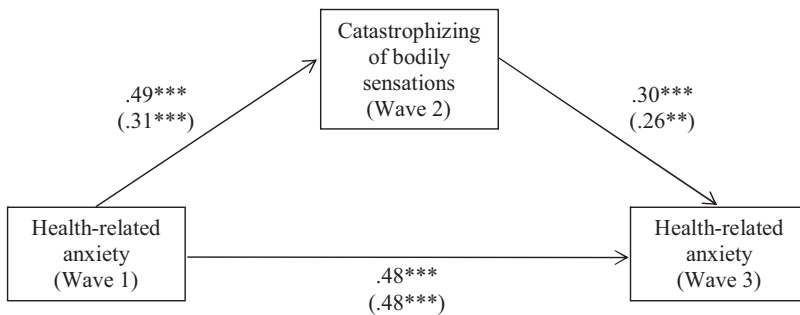 Catastrophizing
of bodily
sensations
(Wave 2)
.49***
(.31***)
.30***
(.26**)
Health-related
anxiety
(Wave 1)
Health-related
anxiety
(Wave 3)
.48***
(.48***)